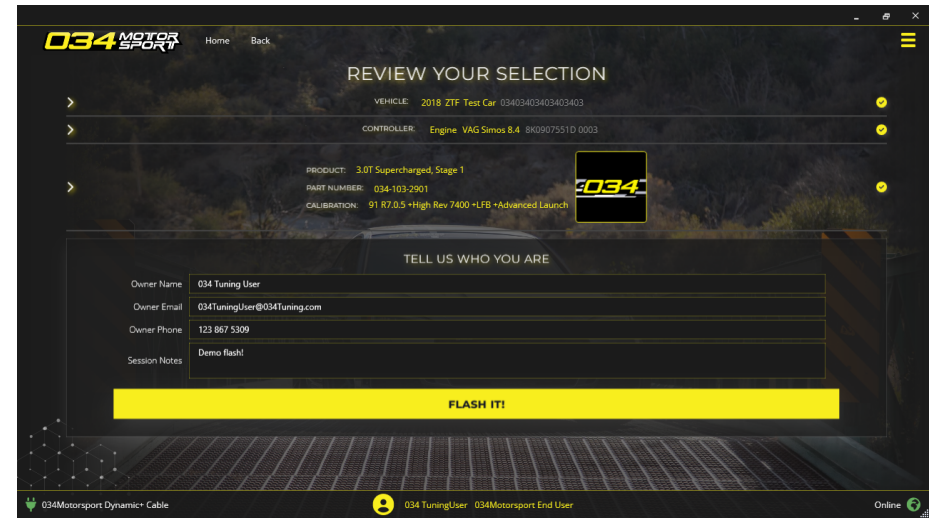 034 MOTOR SPORT
Home Back
REVIEW YOUR SELECTION
VEHICLE: 2018 ZTF Test Car 03403403403403403
CONTROLLER: Engine VAG Simos 8.4 8K0907551D 0003
PRODUCT: 3.0T Supercharged, Stage 1
PART NUMBER: 034-103-2901
CALIBRATION: 91 R7.0.5 +High Rev 7400 +LFB +Advanced Launch
034
TELL US WHO YOU ARE
Owner Name 034 Tuning User
Owner Email 034TuningUser@034Tuning.com
Owner Phone 123 867 5309
Session Notes Demo flash!
FLASH IT!
034Motorsport Dynamic+ Cable 034 TuningUser 034Motorsport End User Online